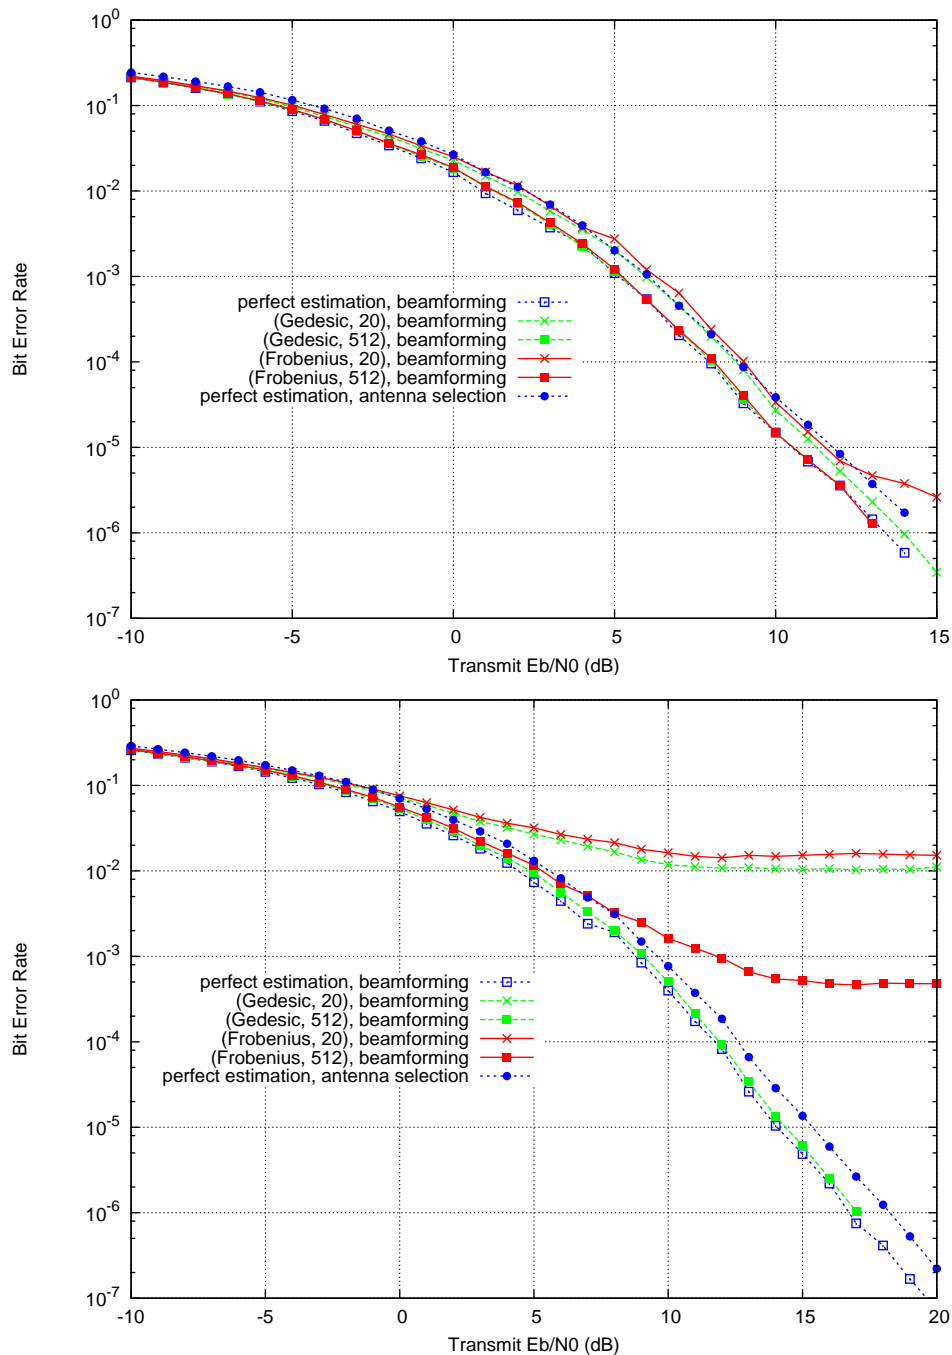 10^0
10^-1
10^-2
10^-3
10^-4
10^-5
10^-6
10^-7
Bit Error Rate
perfect estimation, beamforming
(Gedesic, 20), beamforming
(Gedesic, 512), beamforming
(Frobenius, 20), beamforming
(Frobenius, 512), beamforming
perfect estimation, antenna selection
-10 -5 0 5 10 15
Transmit Eb/N0 (dB)
10^0
10^-1
10^-2
10^-3
10^-4
10^-5
10^-6
10^-7
Bit Error Rate
perfect estimation, beamforming
(Gedesic, 20), beamforming
(Gedesic, 512), beamforming
(Frobenius, 20), beamforming
(Frobenius, 512), beamforming
perfect estimation, antenna selection
-10 -5 0 5 10 15 20
Transmit Eb/N0 (dB)